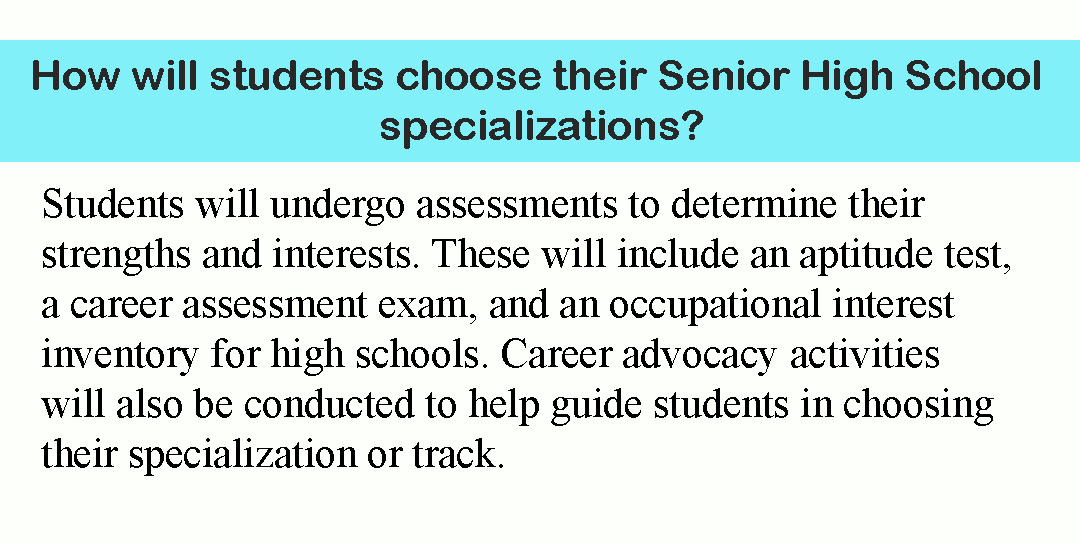 How will students choose their Senior High School
specializations?
Students will undergo assessments to determine their
strengths and interests. These will include an aptitude test,
a career assessment exam, and an occupational interest
inventory for high schools. Career advocacy activities
will also be conducted to help guide students in choosing
their specialization or track.